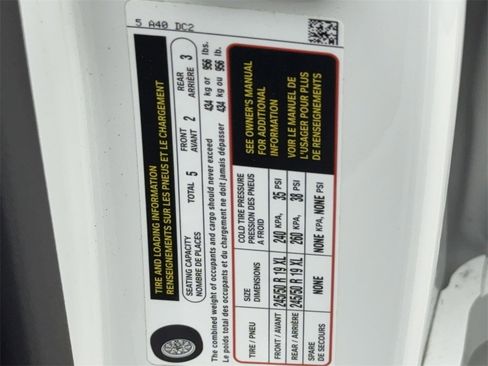 5 A40 DC2
TIRE AND LOADING INFORMATION
RENSEIGNEMENTS SUR LES PNEUS ET LE CHARGEMENT
SEATING CAPACITY
NOMBRE DE PLACES
TOTAL 5
FRONT
AVANT 2
REAR
ARRIÈRE 3
The combined weight of occupants and cargo should never exceed 434 kg or 956 lbs.
Le poids total des occupants et du chargement ne doit jamais dépasser 434 kg ou 956 lb.
TIRE / PNEU
SIZE
DIMENSIONS
COLD TIRE PRESSURE
PRESSION DES PNEUS
A FROID
FRONT / AVANT 245/50 R 19 XL 240 KPA, 35 PSI
REAR / ARRIÈRE 245/50 R 19 XL 260 KPA, 38 PSI
SPARE
DE SECOURS
NONE NONE KPA, NONE PSI
SEE OWNER'S MANUAL
FOR ADDITIONAL
INFORMATION
VOIR LE MANUEL DE
L'USAGER POUR PLUS
DE RENSEIGNEMENTS